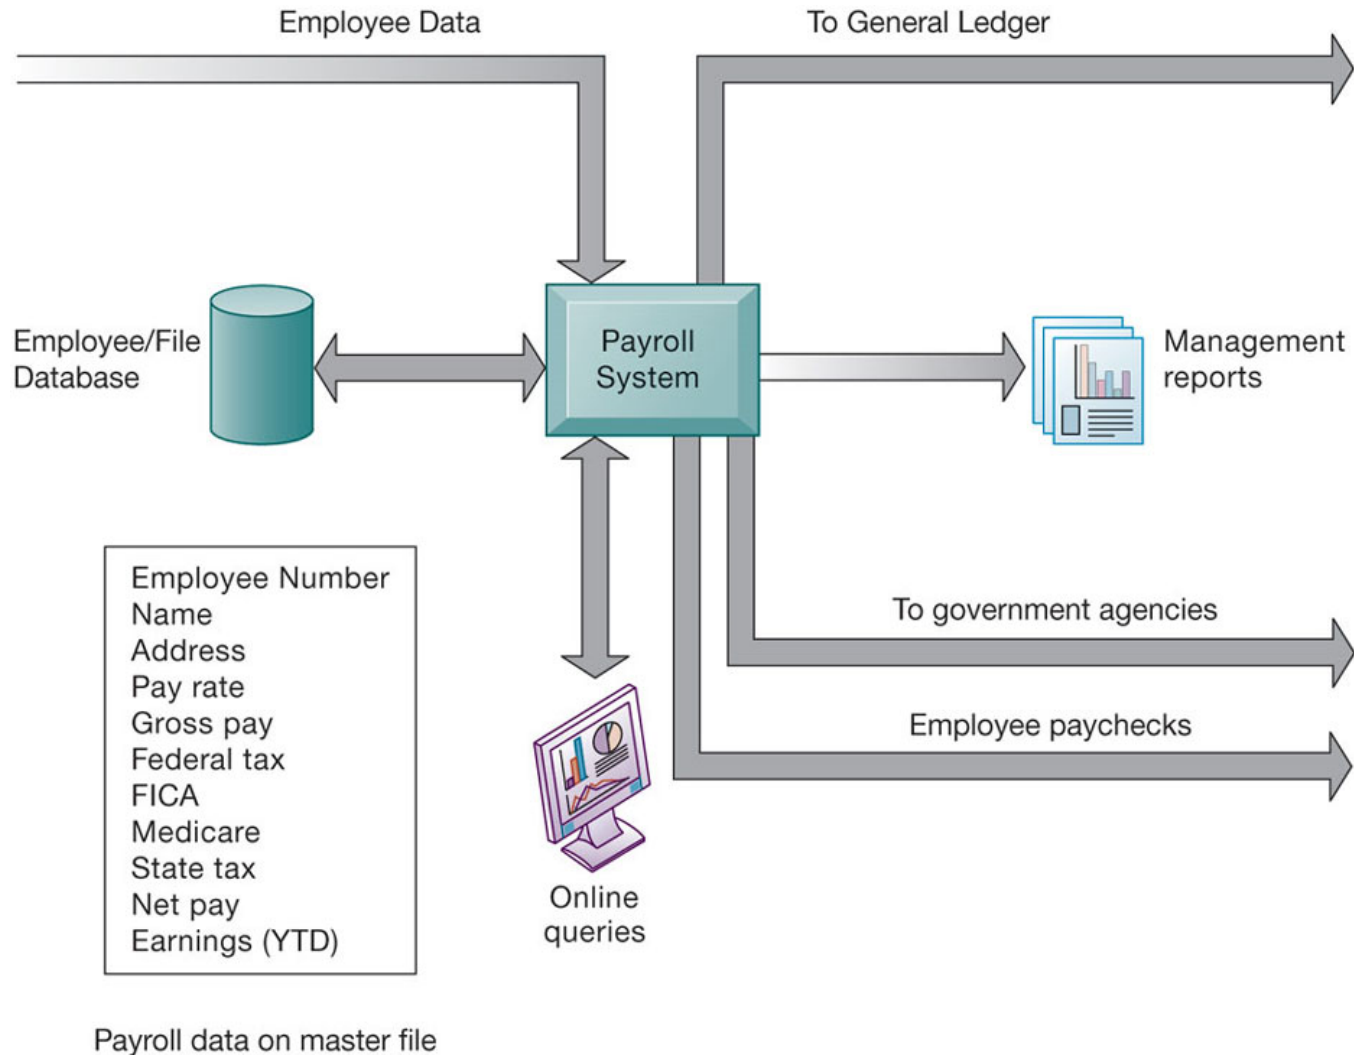 Employee Data
To General Ledger
Employee/File
Database
Payroll
System
Management
reports
Employee Number
Name
Address
Pay rate
Gross pay
Federal tax
FICA
Medicare
State tax
Net pay
Earnings (YTD)
To government agencies
Employee paychecks
Online
queries
Payroll data on master file